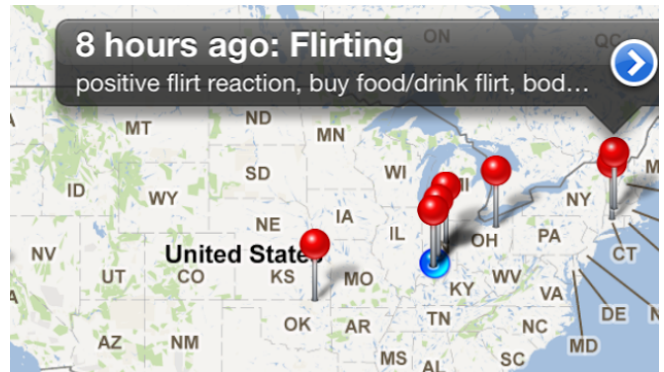 8 hours ago: Flirting
positive flirt reaction, buy food/drink flirt, bod...
ON
QC
MT
ND
MN
ID
WY
SD
WI
MI
NY
NE
IA
IL
OH
PA
NV
UT
CO
United State
KS
MO
KY
WV
VA
CT
DE
MD
AZ
NM
OK
AR
TN
NC
MS
AL
SC